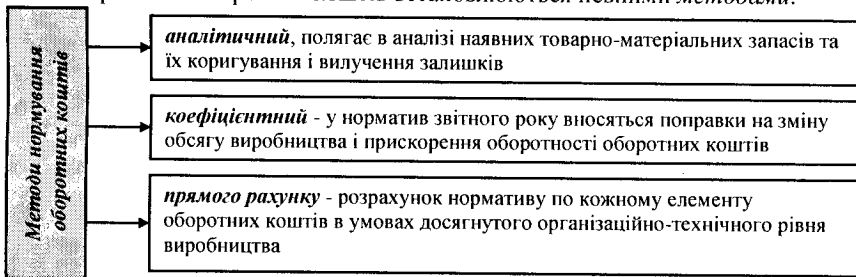 методами:
Методи нормування
оборотних коштів
аналітичний, полягає в аналізі наявних товарно-матеріальних запасів та
їх коригування і вилучення залишків
коефіцієнтний - у норматив звітного року вносяться поправки на зміну
обсягу виробництва і прискорення оборотності оборотних коштів
прямого рахунку - розрахунок нормативу по кожному елементу
оборотних коштів в умовах досягнутого організаційно-технічного рівня
виробництва